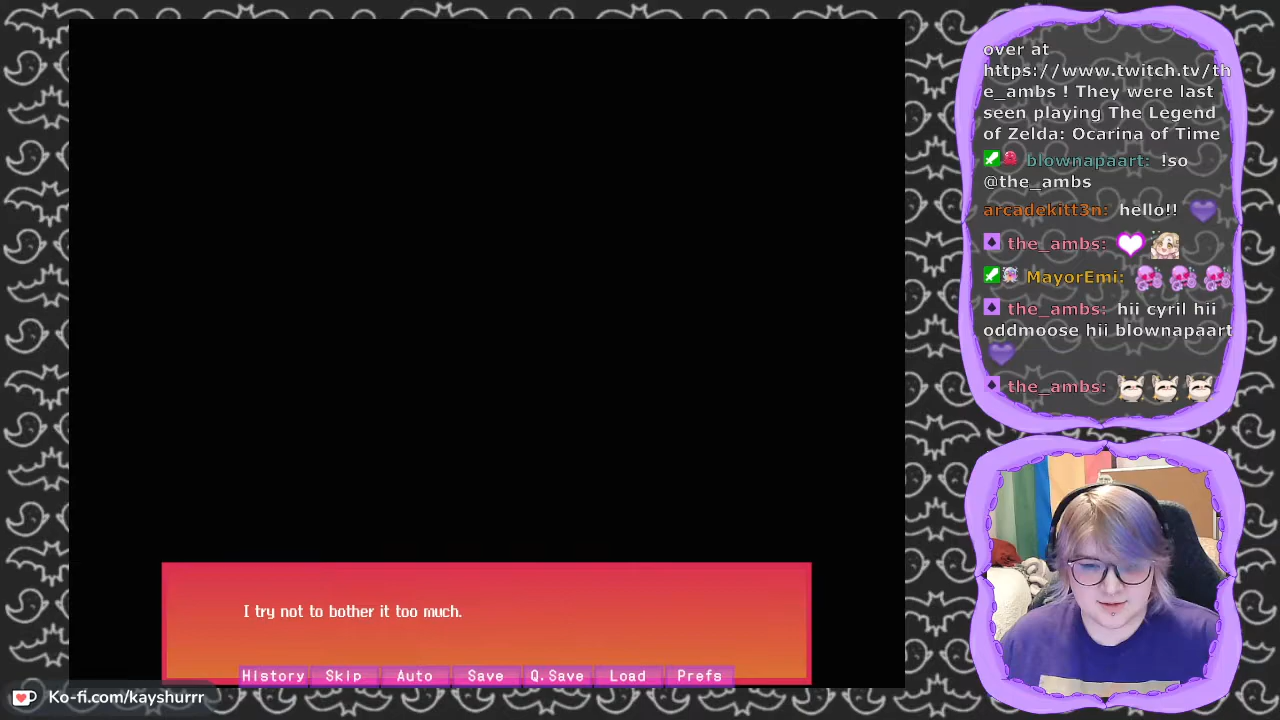 over at
https://www.twitch.tv/th
e_ambs ! They were last
seen playing The Legend
of Zelda: Ocarina of Time
blownapaart: !so
@the_ambs
arcadekitt3n: hello!!
the_ambs:
MayorEmi:
the_ambs: hii cyril hii
oddmoose hii blownapaart
the_ambs:
I try not to bother it too much.
History Skip Auto Save Q.Save Load Prefs
Ko-fi.com/kayshurrr